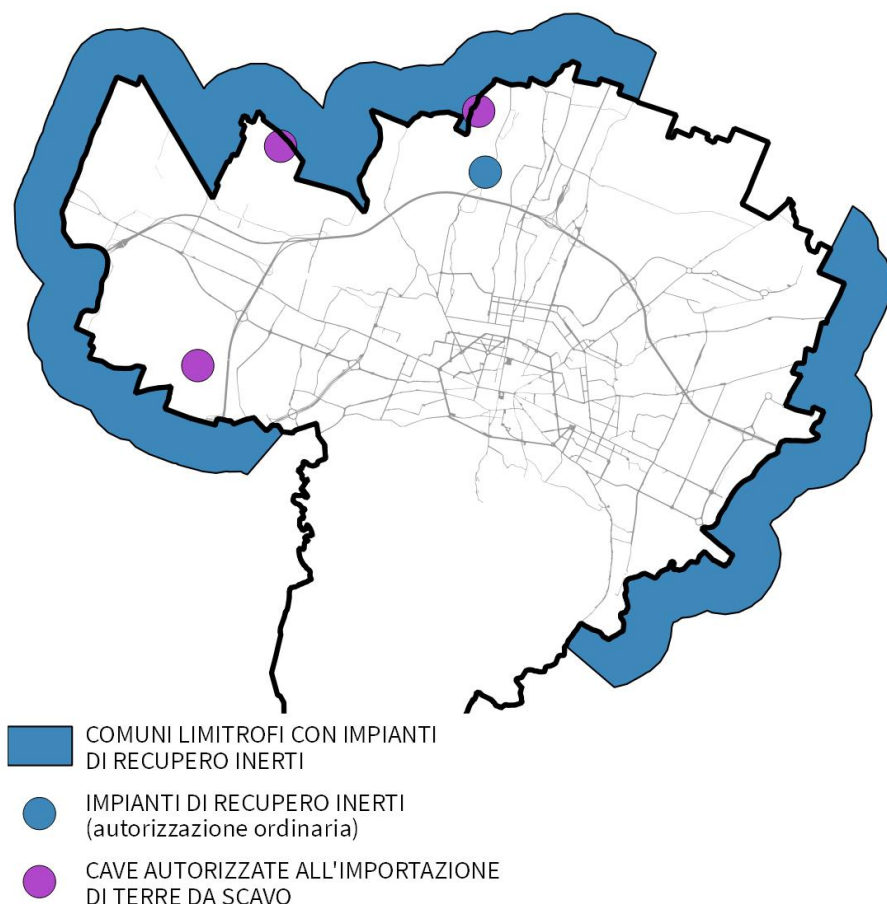 COMUNI LIMITROFI CON IMPIANTI
DI RECUPERO INERTI
IMPIANTI DI RECUPERO INERTI
(autorizzazione ordinaria)
CAVE AUTORIZZATE ALL'IMPORTAZIONE
DI TERRE DA SCAVO